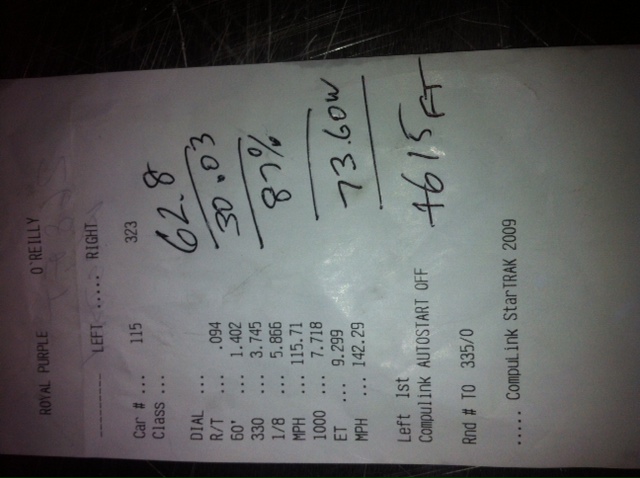 ROYAL PURPLE O'REILLY
-------- LEFT ..... RIGHT
Car # ... 115 323
Class ...
DIAL ...
R/T ... .094
60' ... 1.402
330 ... 3.745
1/8 ... 5.866
MPH ... 115.71
1000 ... 7.718
ET ... 9.299
MPH ... 142.29
Left 1st
Compulink AUTOSTART OFF
Rnd # TO 335/0
..... CompuLink StarTRAK 2009
62.8
30.03
87%
73.60W
4615 FT